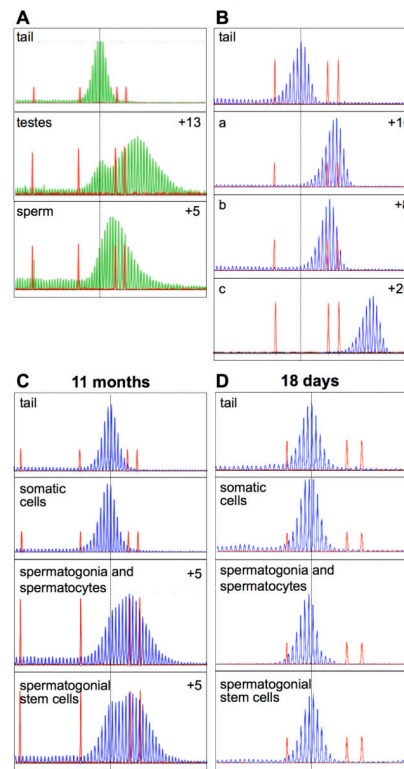 A
tail
testes
+13
sperm
+5
B
tail
a
b
+8
c
C
11 months
tail
somatic
cells
spermatogonia and
spermatocytes
+5
spermatogonial
stem cells
+5
D
18 days
tail
somatic
cells
spermatogonia and
spermatocytes
spermatogonial
stem cells